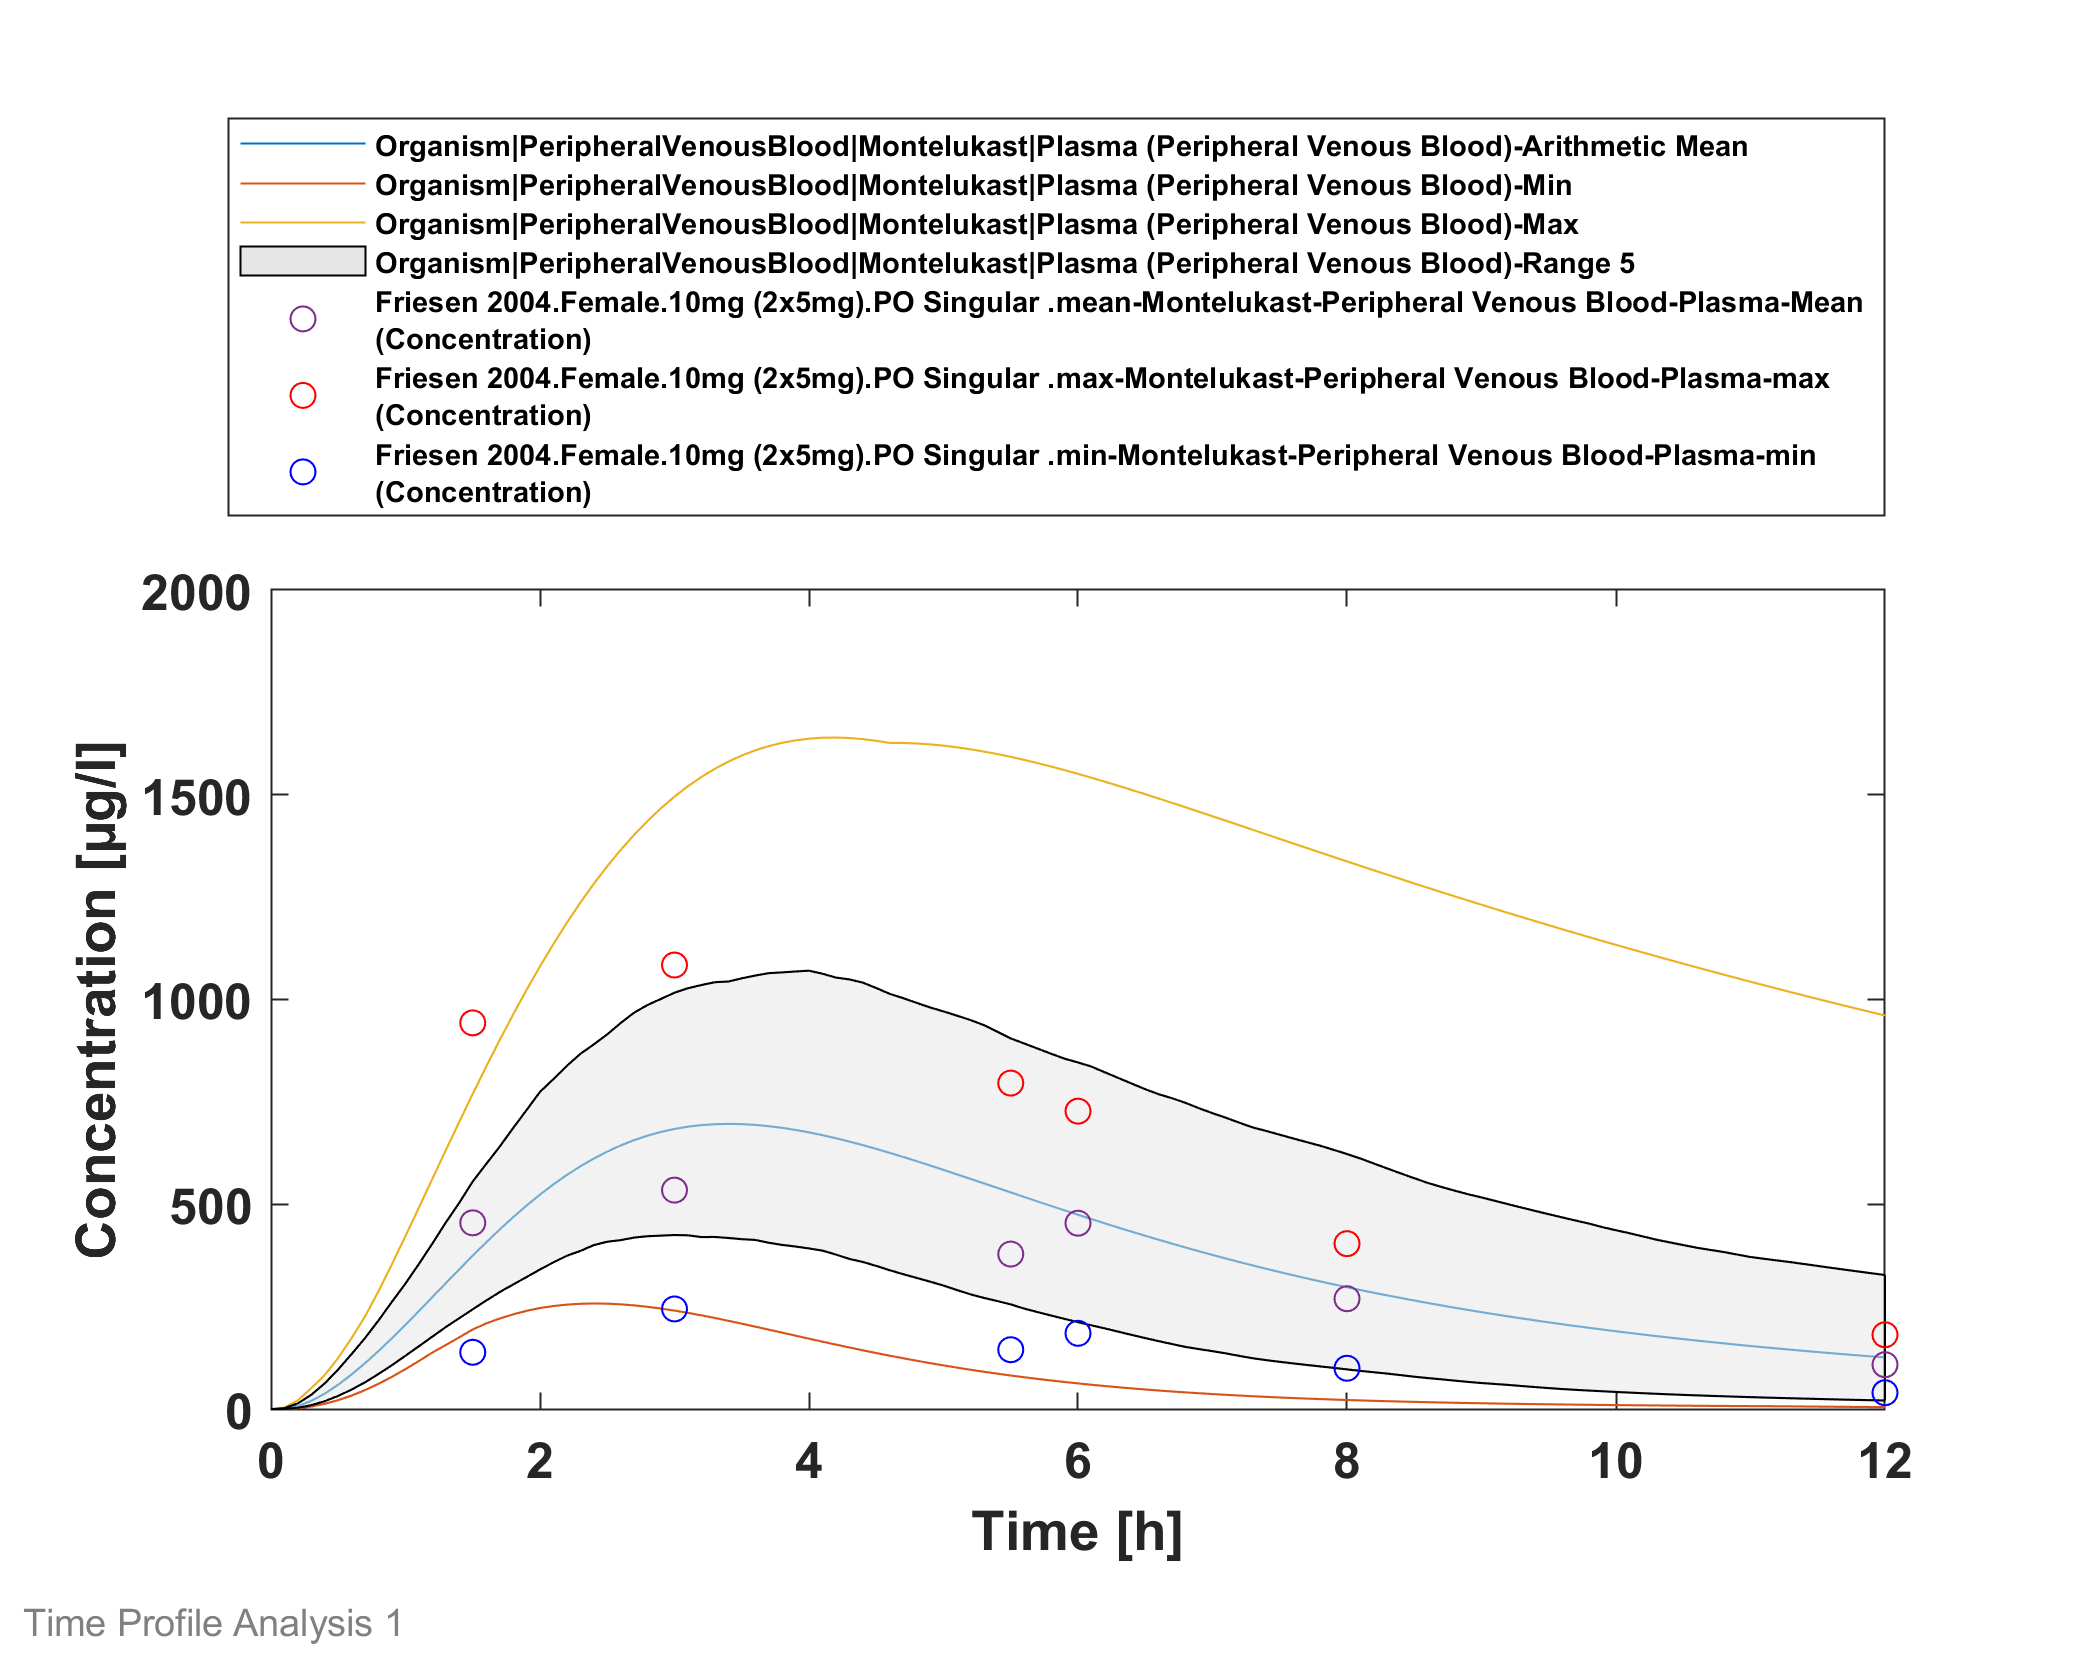 Organism|PeripheralVenousBlood|Montelukast|Plasma (Peripheral Venous Blood)-Arithmetic Mean
Organism|PeripheralVenousBlood|Montelukast|Plasma (Peripheral Venous Blood)-Min
Organism|PeripheralVenousBlood|Montelukast|Plasma (Peripheral Venous Blood)-Max
Organism|PeripheralVenousBlood|Montelukast|Plasma (Peripheral Venous Blood)-Range 5
Friesen 2004.Female.10mg (2x5mg).PO Singular .mean-Montelukast-Peripheral Venous Blood-Plasma-Mean
(Concentration)
Friesen 2004.Female.10mg (2x5mg).PO Singular .max-Montelukast-Peripheral Venous Blood-Plasma-max
(Concentration)
Friesen 2004.Female.10mg (2x5mg).PO Singular .min-Montelukast-Peripheral Venous Blood-Plasma-min
(Concentration)
2000
1500
1000
500
0
Concentration [µg/l]
0 2 4 6 8 10 12
Time [h]
Time Profile Analysis 1